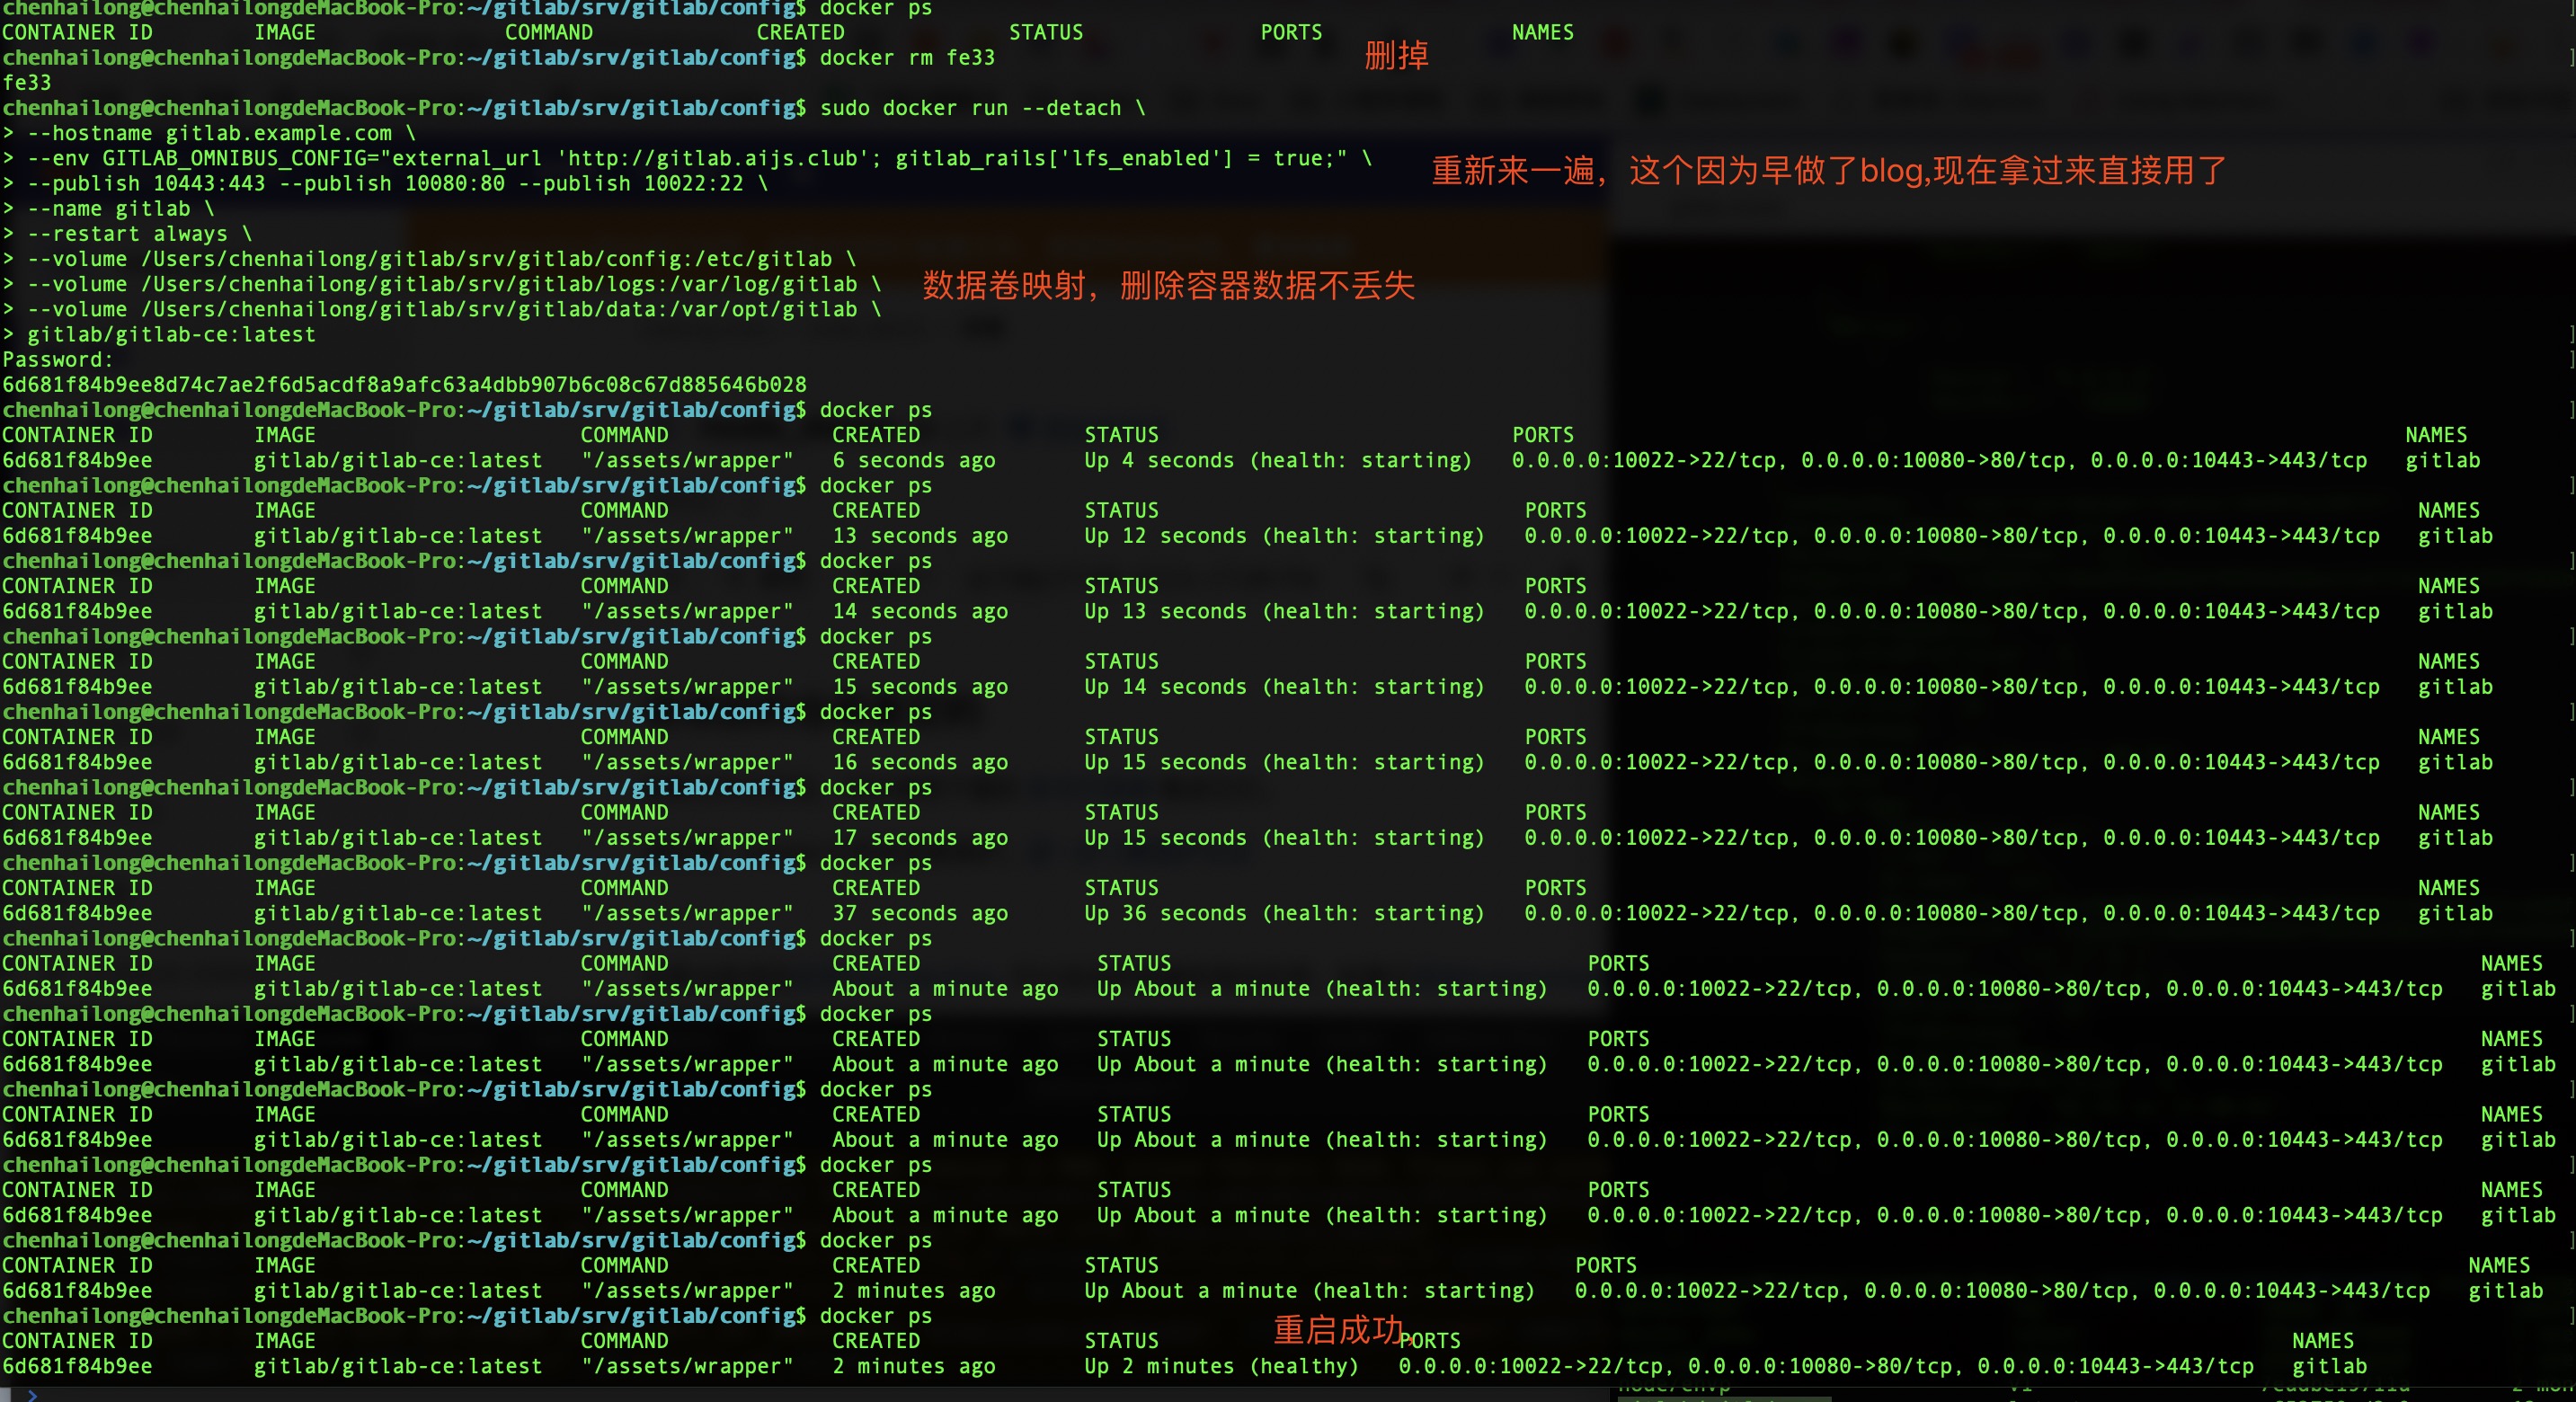 chenhailong@chenhailongdeMacBook-Pro:~/gitlab/srv/gitlab/config$ docker ps
CONTAINER ID IMAGE COMMAND CREATED STATUS PORTS NAMES
chenhailong@chenhailongdeMacBook-Pro:~/gitlab/srv/gitlab/config$ docker rm fe33
删掉
fe33
chenhailong@chenhailongdeMacBook-Pro:~/gitlab/srv/gitlab/config$ sudo docker run --detach \
> --hostname gitlab.example.com \
> --env GITLAB_OMNIBUS_CONFIG="external_url 'http://gitlab.aijs.club'; gitlab_rails['lfs_enabled'] = true;" \
重新来一遍，这个因为早做了blog,现在拿过来直接用了
> --publish 10443:443 --publish 10080:80 --publish 10022:22 \
> --name gitlab \
> --restart always \
> --volume /Users/chenhailong/gitlab/srv/gitlab/config:/etc/gitlab \
> --volume /Users/chenhailong/gitlab/srv/gitlab/logs:/var/log/gitlab \
数据卷映射，删除容器数据不丢失
> --volume /Users/chenhailong/gitlab/srv/gitlab/data:/var/opt/gitlab \
> gitlab/gitlab-ce:latest
Password:
6d681f84b9ee8d74c7ae2f6d5acdf8a9afc63a4dbb907b6c08c67d885646b028
chenhailong@chenhailongdeMacBook-Pro:~/gitlab/srv/gitlab/config$ docker ps
CONTAINER ID IMAGE COMMAND CREATED STATUS PORTS NAMES
6d681f84b9ee gitlab/gitlab-ce:latest "/assets/wrapper" 6 seconds ago Up 4 seconds (health: starting) 0.0.0.0:10022->22/tcp, 0.0.0.0:10080->80/tcp, 0.0.0.0:10443->443/tcp gitlab
chenhailong@chenhailongdeMacBook-Pro:~/gitlab/srv/gitlab/config$ docker ps
CONTAINER ID IMAGE COMMAND CREATED STATUS PORTS NAMES
6d681f84b9ee gitlab/gitlab-ce:latest "/assets/wrapper" 13 seconds ago Up 12 seconds (health: starting) 0.0.0.0:10022->22/tcp, 0.0.0.0:10080->80/tcp, 0.0.0.0:10443->443/tcp gitlab
chenhailong@chenhailongdeMacBook-Pro:~/gitlab/srv/gitlab/config$ docker ps
CONTAINER ID IMAGE COMMAND CREATED STATUS PORTS NAMES
6d681f84b9ee gitlab/gitlab-ce:latest "/assets/wrapper" 14 seconds ago Up 13 seconds (health: starting) 0.0.0.0:10022->22/tcp, 0.0.0.0:10080->80/tcp, 0.0.0.0:10443->443/tcp gitlab
chenhailong@chenhailongdeMacBook-Pro:~/gitlab/srv/gitlab/config$ docker ps
CONTAINER ID IMAGE COMMAND CREATED STATUS PORTS NAMES
6d681f84b9ee gitlab/gitlab-ce:latest "/assets/wrapper" 15 seconds ago Up 14 seconds (health: starting) 0.0.0.0:10022->22/tcp, 0.0.0.0:10080->80/tcp, 0.0.0.0:10443->443/tcp gitlab
chenhailong@chenhailongdeMacBook-Pro:~/gitlab/srv/gitlab/config$ docker ps
CONTAINER ID IMAGE COMMAND CREATED STATUS PORTS NAMES
6d681f84b9ee gitlab/gitlab-ce:latest "/assets/wrapper" 16 seconds ago Up 15 seconds (health: starting) 0.0.0.0:10022->22/tcp, 0.0.0.0:10080->80/tcp, 0.0.0.0:10443->443/tcp gitlab
chenhailong@chenhailongdeMacBook-Pro:~/gitlab/srv/gitlab/config$ docker ps
CONTAINER ID IMAGE COMMAND CREATED STATUS PORTS NAMES
6d681f84b9ee gitlab/gitlab-ce:latest "/assets/wrapper" 17 seconds ago Up 15 seconds (health: starting) 0.0.0.0:10022->22/tcp, 0.0.0.0:10080->80/tcp, 0.0.0.0:10443->443/tcp gitlab
chenhailong@chenhailongdeMacBook-Pro:~/gitlab/srv/gitlab/config$ docker ps
CONTAINER ID IMAGE COMMAND CREATED STATUS PORTS NAMES
6d681f84b9ee gitlab/gitlab-ce:latest "/assets/wrapper" 37 seconds ago Up 36 seconds (health: starting) 0.0.0.0:10022->22/tcp, 0.0.0.0:10080->80/tcp, 0.0.0.0:10443->443/tcp gitlab
chenhailong@chenhailongdeMacBook-Pro:~/gitlab/srv/gitlab/config$ docker ps
CONTAINER ID IMAGE COMMAND CREATED STATUS PORTS NAMES
6d681f84b9ee gitlab/gitlab-ce:latest "/assets/wrapper" About a minute ago Up About a minute (health: starting) 0.0.0.0:10022->22/tcp, 0.0.0.0:10080->80/tcp, 0.0.0.0:10443->443/tcp gitlab
chenhailong@chenhailongdeMacBook-Pro:~/gitlab/srv/gitlab/config$ docker ps
CONTAINER ID IMAGE COMMAND CREATED STATUS PORTS NAMES
6d681f84b9ee gitlab/gitlab-ce:latest "/assets/wrapper" About a minute ago Up About a minute (health: starting) 0.0.0.0:10022->22/tcp, 0.0.0.0:10080->80/tcp, 0.0.0.0:10443->443/tcp gitlab
chenhailong@chenhailongdeMacBook-Pro:~/gitlab/srv/gitlab/config$ docker ps
CONTAINER ID IMAGE COMMAND CREATED STATUS PORTS NAMES
6d681f84b9ee gitlab/gitlab-ce:latest "/assets/wrapper" About a minute ago Up About a minute (health: starting) 0.0.0.0:10022->22/tcp, 0.0.0.0:10080->80/tcp, 0.0.0.0:10443->443/tcp gitlab
chenhailong@chenhailongdeMacBook-Pro:~/gitlab/srv/gitlab/config$ docker ps
CONTAINER ID IMAGE COMMAND CREATED STATUS PORTS NAMES
6d681f84b9ee gitlab/gitlab-ce:latest "/assets/wrapper" About a minute ago Up About a minute (health: starting) 0.0.0.0:10022->22/tcp, 0.0.0.0:10080->80/tcp, 0.0.0.0:10443->443/tcp gitlab
chenhailong@chenhailongdeMacBook-Pro:~/gitlab/srv/gitlab/config$ docker ps
CONTAINER ID IMAGE COMMAND CREATED STATUS PORTS NAMES
6d681f84b9ee gitlab/gitlab-ce:latest "/assets/wrapper" 2 minutes ago Up About a minute (health: starting) 0.0.0.0:10022->22/tcp, 0.0.0.0:10080->80/tcp, 0.0.0.0:10443->443/tcp gitlab
chenhailong@chenhailongdeMacBook-Pro:~/gitlab/srv/gitlab/config$ docker ps
重启成功，
CONTAINER ID IMAGE COMMAND CREATED STATUS PORTS NAMES
6d681f84b9ee gitlab/gitlab-ce:latest "/assets/wrapper" 2 minutes ago Up 2 minutes (healthy) 0.0.0.0:10022->22/tcp, 0.0.0.0:10080->80/tcp, 0.0.0.0:10443->443/tcp gitlab